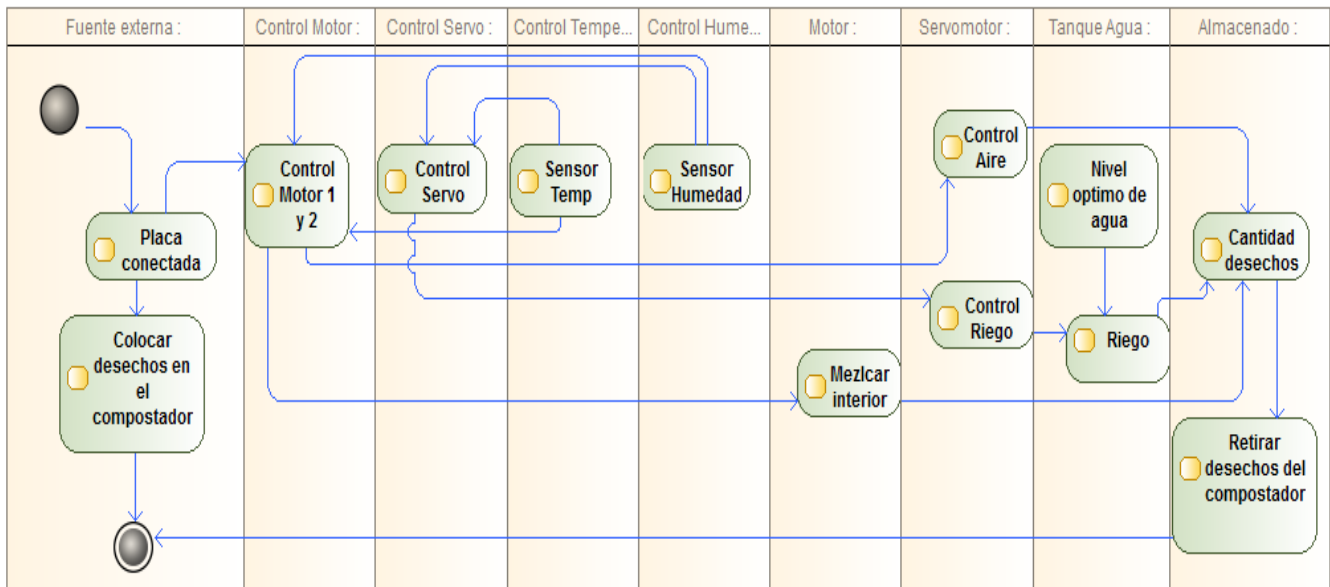 Fuente externa :
Control Motor :
Control Servo :
Control Tempe...
Control Hume...
Motor :
Servomotor :
Tanque Agua :
Almacenado :
Placa
conectada
Colocar
desechos en
el
compostador
Control
Motor 1
y 2
Control
Servo
Sensor
Temp
Sensor
Humedad
Mezlcar
interior
Control
Aire
Control
Riego
Nivel
optimo de
agua
Riego
Cantidad
desechos
Retirar
desechos del
compostador